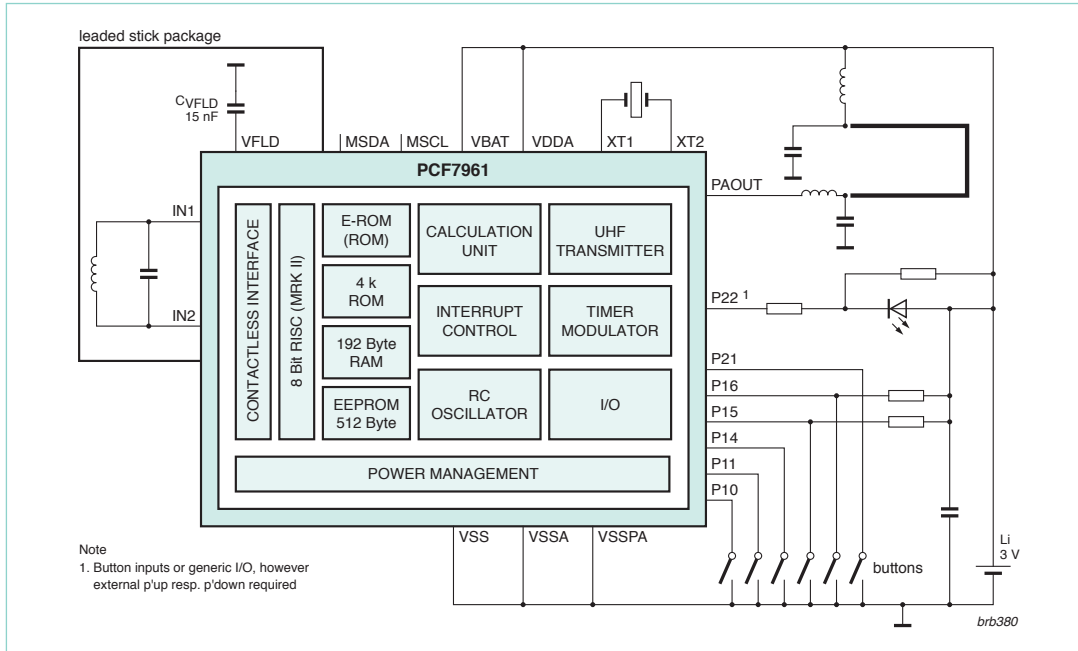 leaded stick package
CVFLD
15 nF
VFLD
MSDA
MSCL
VBAT
VDDA
XT1
XT2
PCF7961
PAOUT
IN1
IN2
CONTACTLESS INTERFACE
8 Bit RISC (MRK II)
E-ROM
(ROM)
4 k
ROM
192 Byte
RAM
EEPROM
512 Byte
CALCULATION
UNIT
INTERRUPT
CONTROL
RC
OSCILLATOR
UHF
TRANSMITTER
TIMER
MODULATOR
I/O
POWER MANAGEMENT
P22 1
P21
P16
P15
P14
P11
P10
VSS
VSSA
VSSPA
buttons
Li
3 V
Note
1. Button inputs or generic I/O, however
external p'up resp. p'down required
brb380